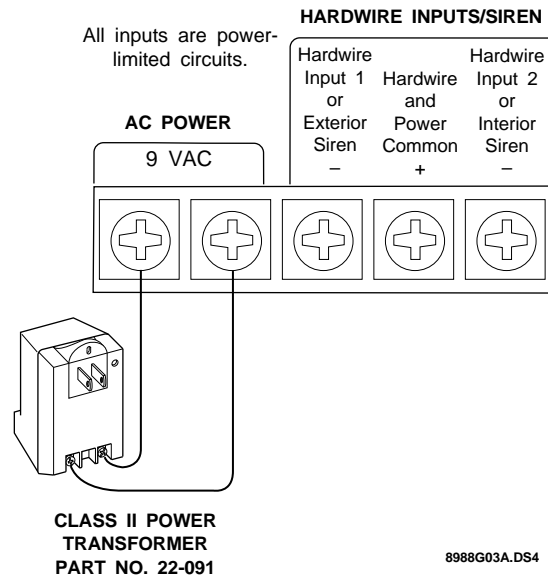 HARDWIRE INPUTS/SIREN
All inputs are power-
limited circuits.
Hardwire
Input 1
or
Exterior
Siren
–
Hardwire
and
Power
Common
+
Hardwire
Input 2
or
Interior
Siren
–
AC POWER
9 VAC
CLASS II POWER
TRANSFORMER
PART NO. 22-091
8988G03A.DS4